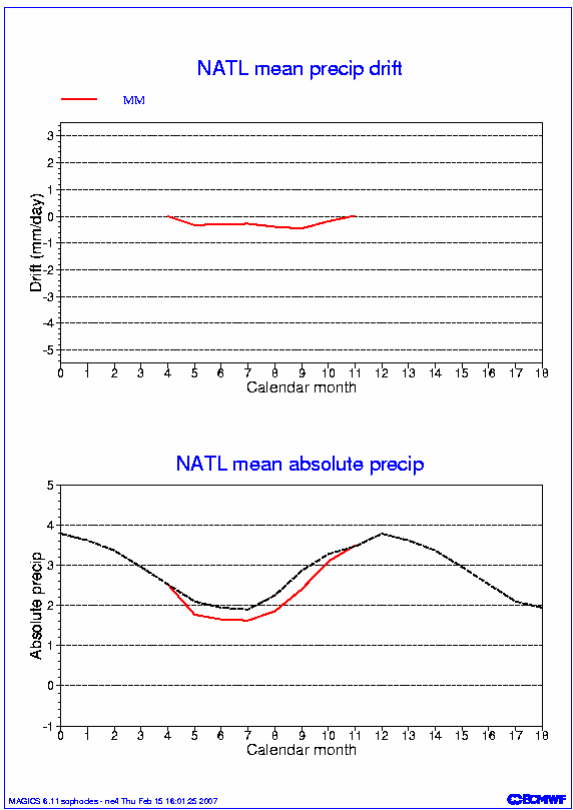 NATL mean precip drift
MM
3
2
1
0
-1
-2
-3
-4
-5
Drift (mm/day)
0 1 2 3 4 5 6 7 8 9 10 11 12 13 14 15 16 17 18
Calendar month
NATL mean absolute precip
5
4
3
2
1
0
-1
Absolute precip
0 1 2 3 4 5 6 7 8 9 10 11 12 13 14 15 16 17 18
Calendar month
MAGICS 6.11 sophocles - ne4 Thu Feb 15 16:01:25 2007
ECMWF